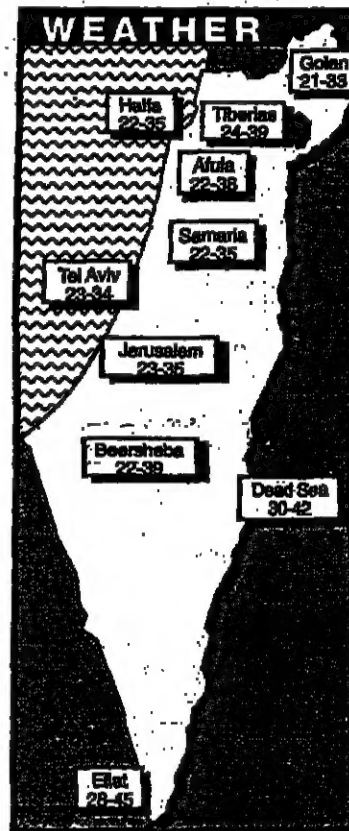 WEATHER
Golan
21-38
Haifa
22-35
Tiberias
24-39
Afula
22-38
Samaria
22-35
Tel Aviv
23-34
Jerusalem
23-35
Beersheba
22-39
Dead Sea
30-42
Eilat
28-45